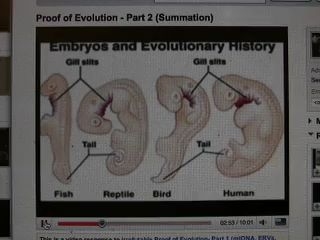 Proof of Evolution - Part 2 (Summation)
Embryos and Evolutionary History
Gill slits
Gill slits
Tail
Tail
Fish
Reptile
Bird
Human
02:53 / 10:01